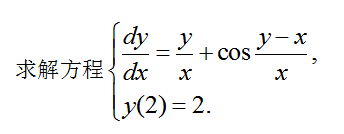 求解方程 { dy/dx = y/x + cos (y − x)/x ,
y(2) = 2.